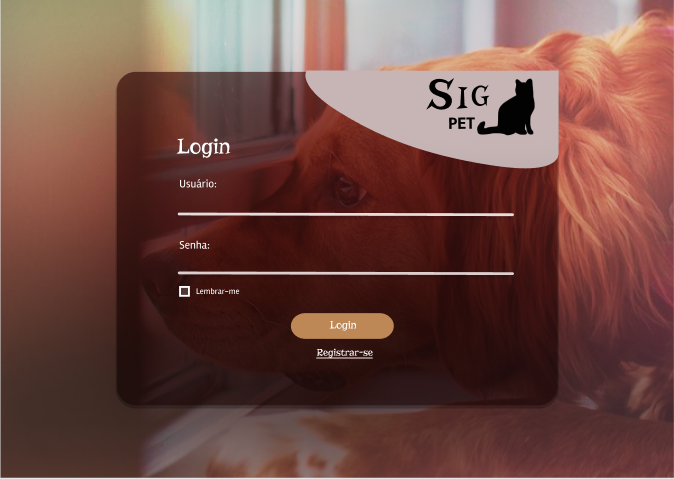 SIG
PET
Login
Usuário:
Senha:
Lembrar-me
Login
Registrar-se